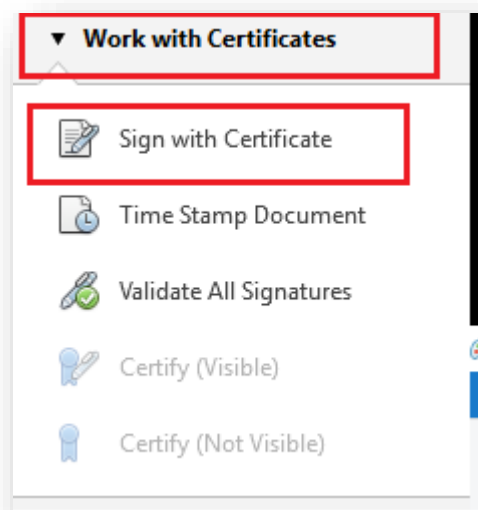 Work with Certificates
Sign with Certificate
Time Stamp Document
Validate All Signatures
Certify (Visible)
Certify (Not Visible)